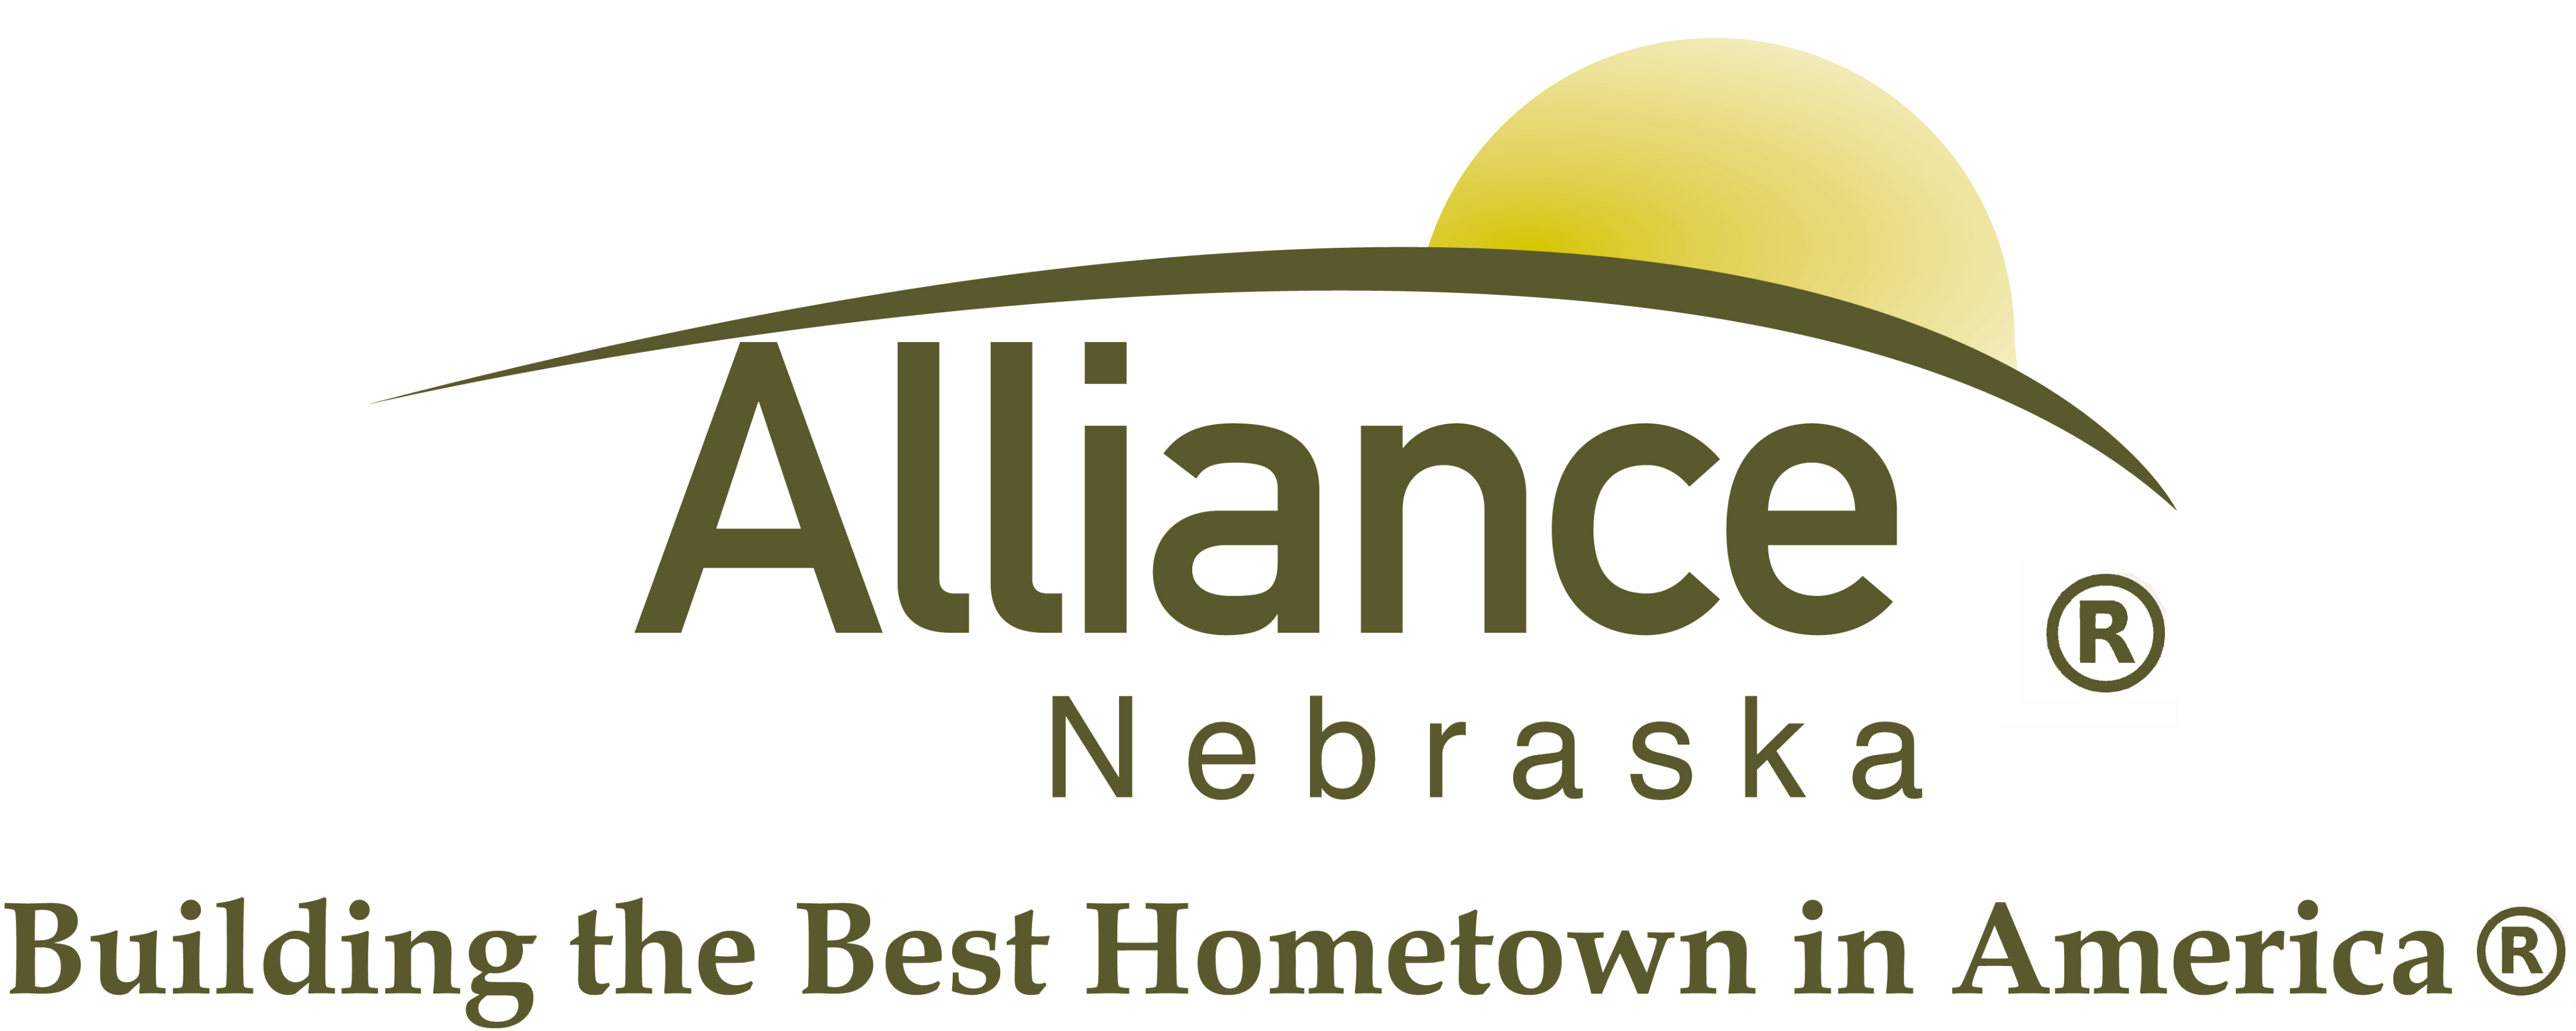 Alliance
®
Nebraska
Building the Best Hometown in America®